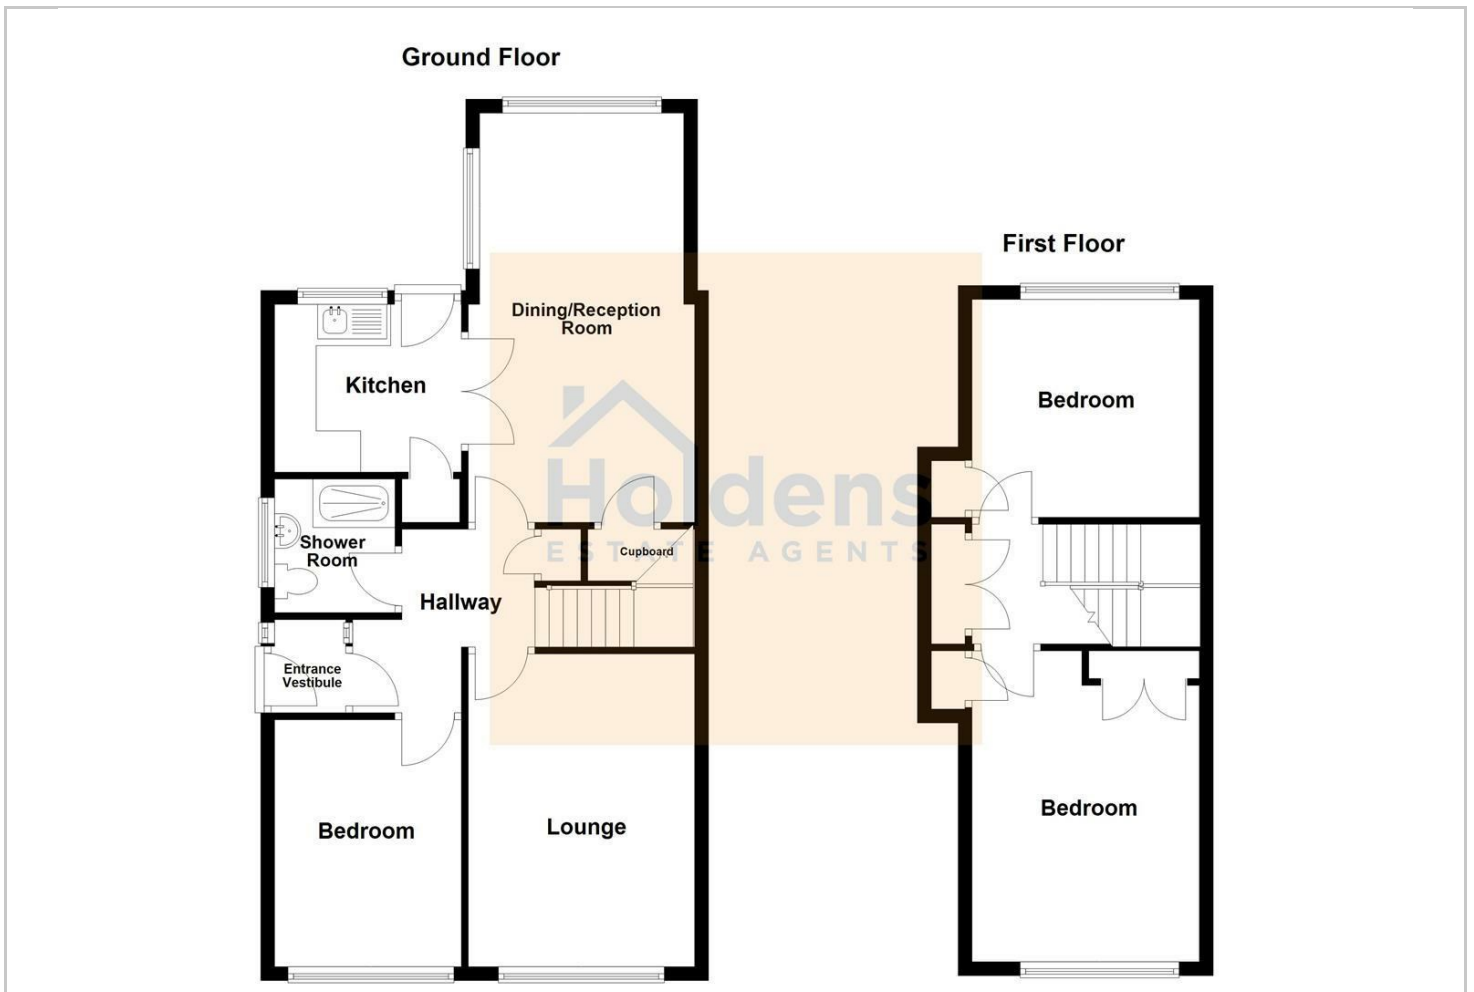 Ground Floor
Dining/Reception
Room
Kitchen
Shower
Room
Cupboard
Hallway
Entrance
Vestibule
Bedroom
Lounge
Holdens
ESTATE AGENTS
First Floor
Bedroom
Bedroom